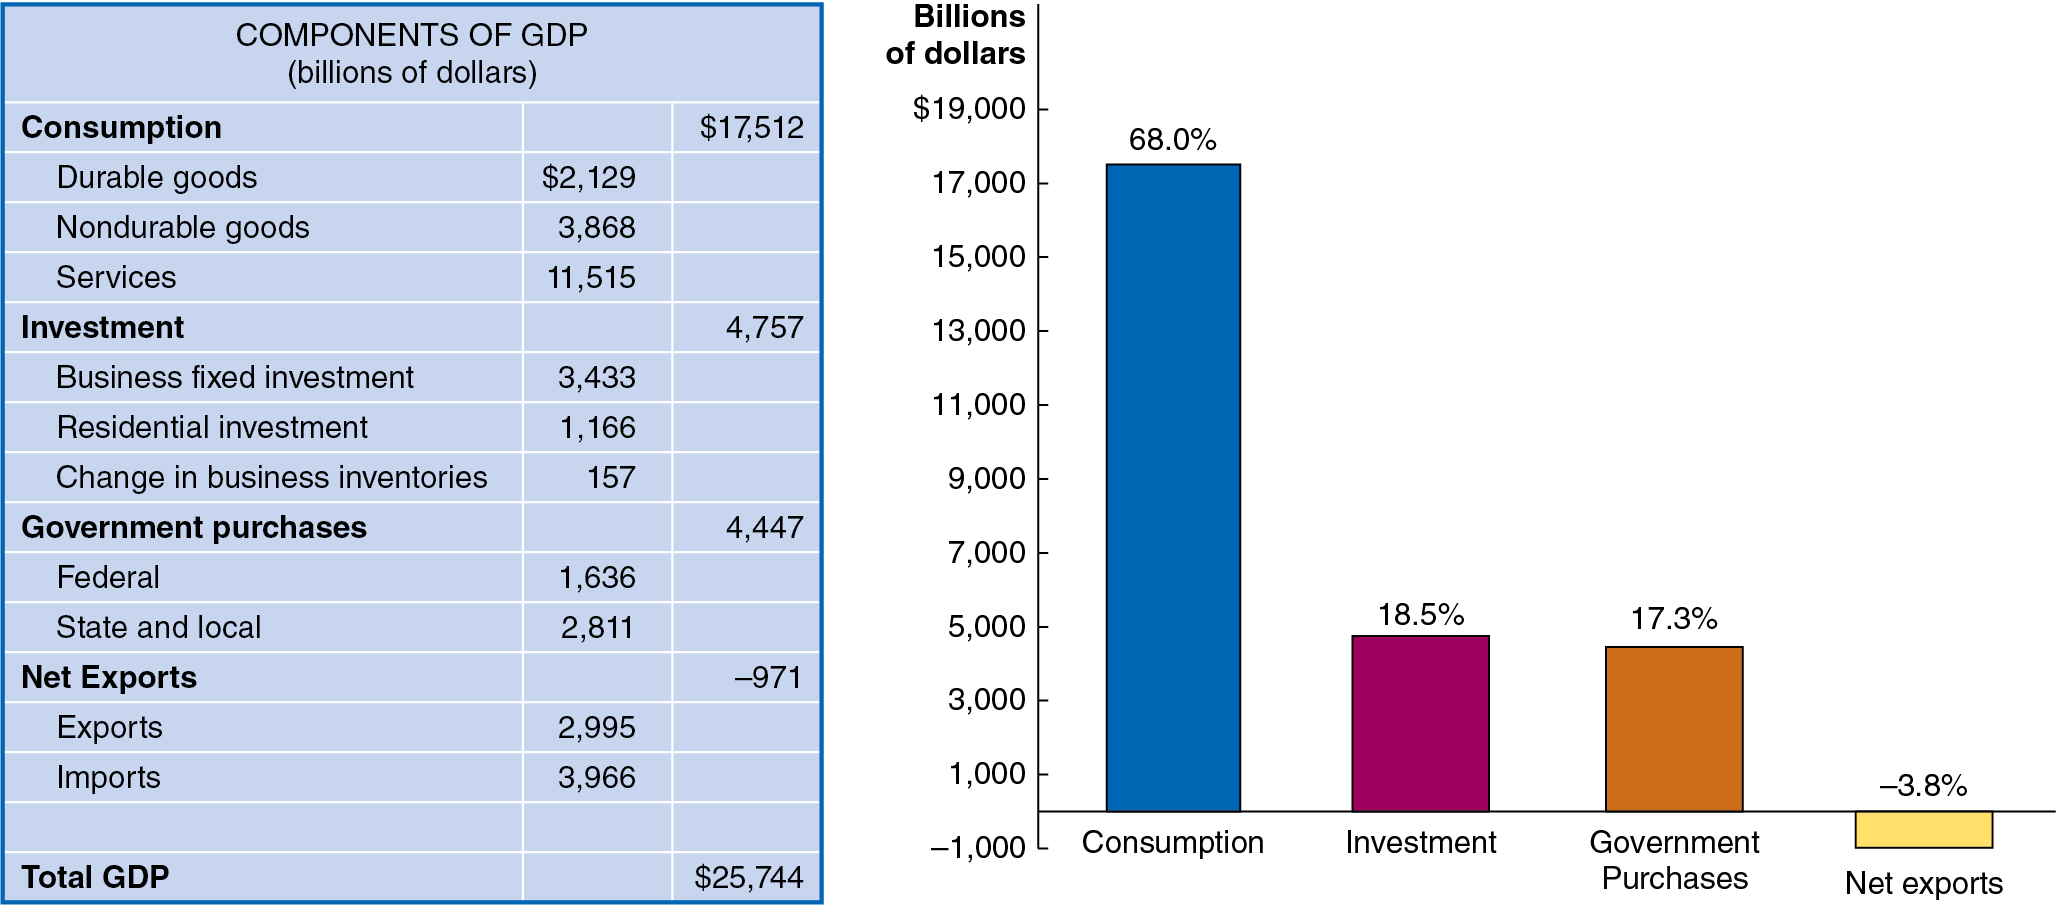 COMPONENTS OF GDP
(billions of dollars)
Consumption $17,512
Durable goods $2,129
Nondurable goods 3,868
Services 11,515
Investment 4,757
Business fixed investment 3,433
Residential investment 1,166
Change in business inventories 157
Government purchases 4,447
Federal 1,636
State and local 2,811
Net Exports –971
Exports 2,995
Imports 3,966
Total GDP $25,744
Billions
of dollars
$19,000
17,000
15,000
13,000
11,000
9,000
7,000
5,000
3,000
1,000
–1,000
68.0%
18.5%
17.3%
–3.8%
Consumption
Investment
Government
Purchases
Net exports